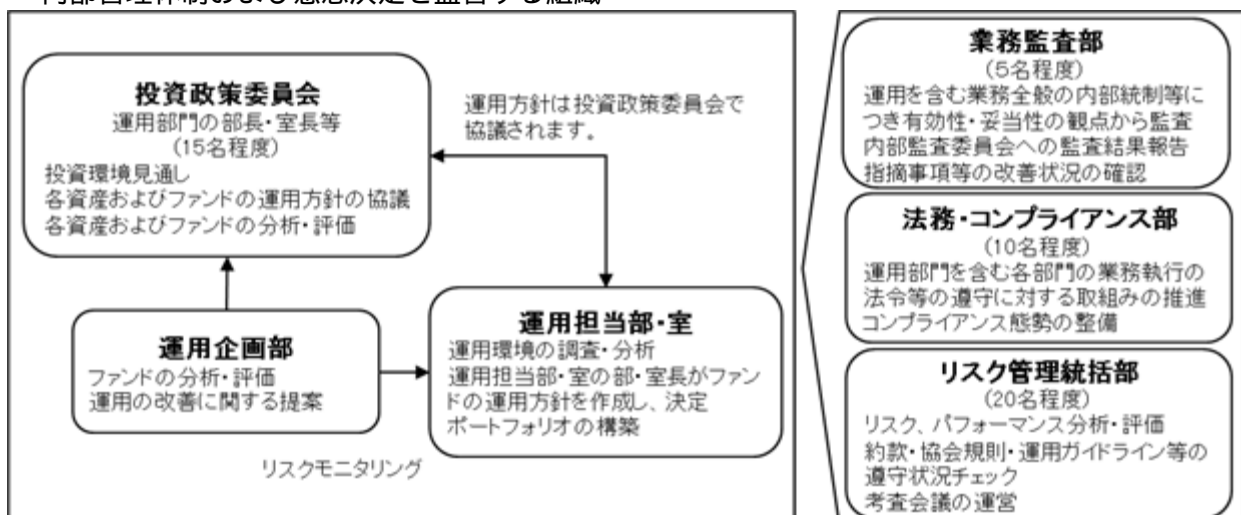 内部管理体制および意思決定を監督する組織
投資政策委員会
運用部門の部長・室長等
(15名程度)
投資環境見通し
各資産およびファンドの運用方針の協議
各資産およびファンドの分析・評価
運用方針は投資政策委員会で
協議されます。
運用企画部
ファンドの分析・評価
運用の改善に関する提案
運用担当部・室
運用環境の調査・分析
運用担当部・室の部・室長がファン
ドの運用方針を作成し、決定
ポートフォリオの構築
リスクモニタリング
業務監査部
(5名程度)
運用を含む業務全般の内部統制等に
つき有効性・妥当性の観点から監査
内部監査委員会への監査結果報告
指摘事項等の改善状況の確認
法務・コンプライアンス部
(10名程度)
運用部門を含む各部門の業務執行の
法令等の遵守に対する取組みの推進
コンプライアンス態勢の整備
リスク管理統括部
(20名程度)
リスク、パフォーマンス分析・評価
約款・協会規則・運用ガイドライン等の
遵守状況チェック
考査会議の運営